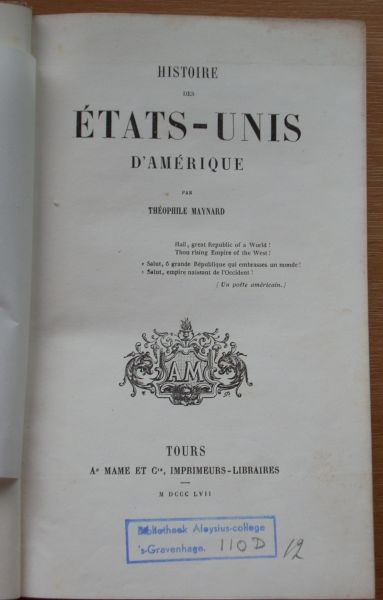 HISTOIRE
DES
ÉTATS-UNIS
D'AMÉRIQUE
PAR
THÉOPHILE MAYNARD
Hall, great Republic of a World!
Thou rising Empire of the West!
« Salut, ô grande République qui embrasses un monde!
« Salut, empire naissant de l'Occident!
(Un poëte américain.)
AM
TOURS
Ad MAME ET Cie, IMPRIMEURS-LIBRAIRES
M DCCC LVII
Bibliotheek Aloysius-college
's-Gravenhage. 110 D 12